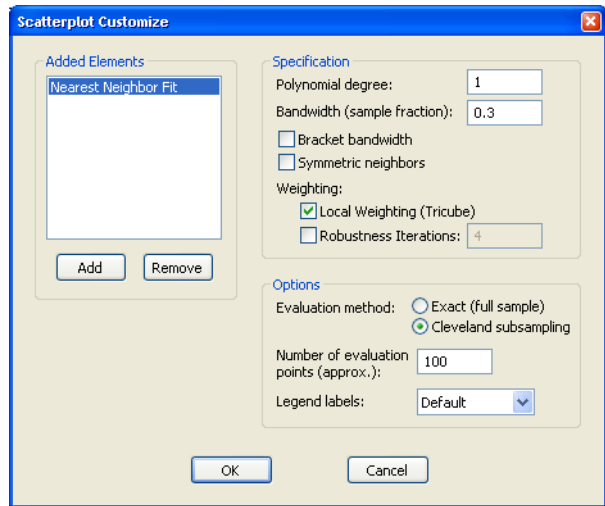 Scatterplot Customize
Added Elements
Nearest Neighbor Fit
Add
Remove
Specification
Polynomial degree: 1
Bandwidth (sample fraction): 0.3
Bracket bandwidth
Symmetric neighbors
Weighting:
Local Weighting (Tricube)
Robustness Iterations: 4
Options
Evaluation method: Exact (full sample)
Cleveland subsampling
Number of evaluation
points (approx.): 100
Legend labels: Default
OK
Cancel